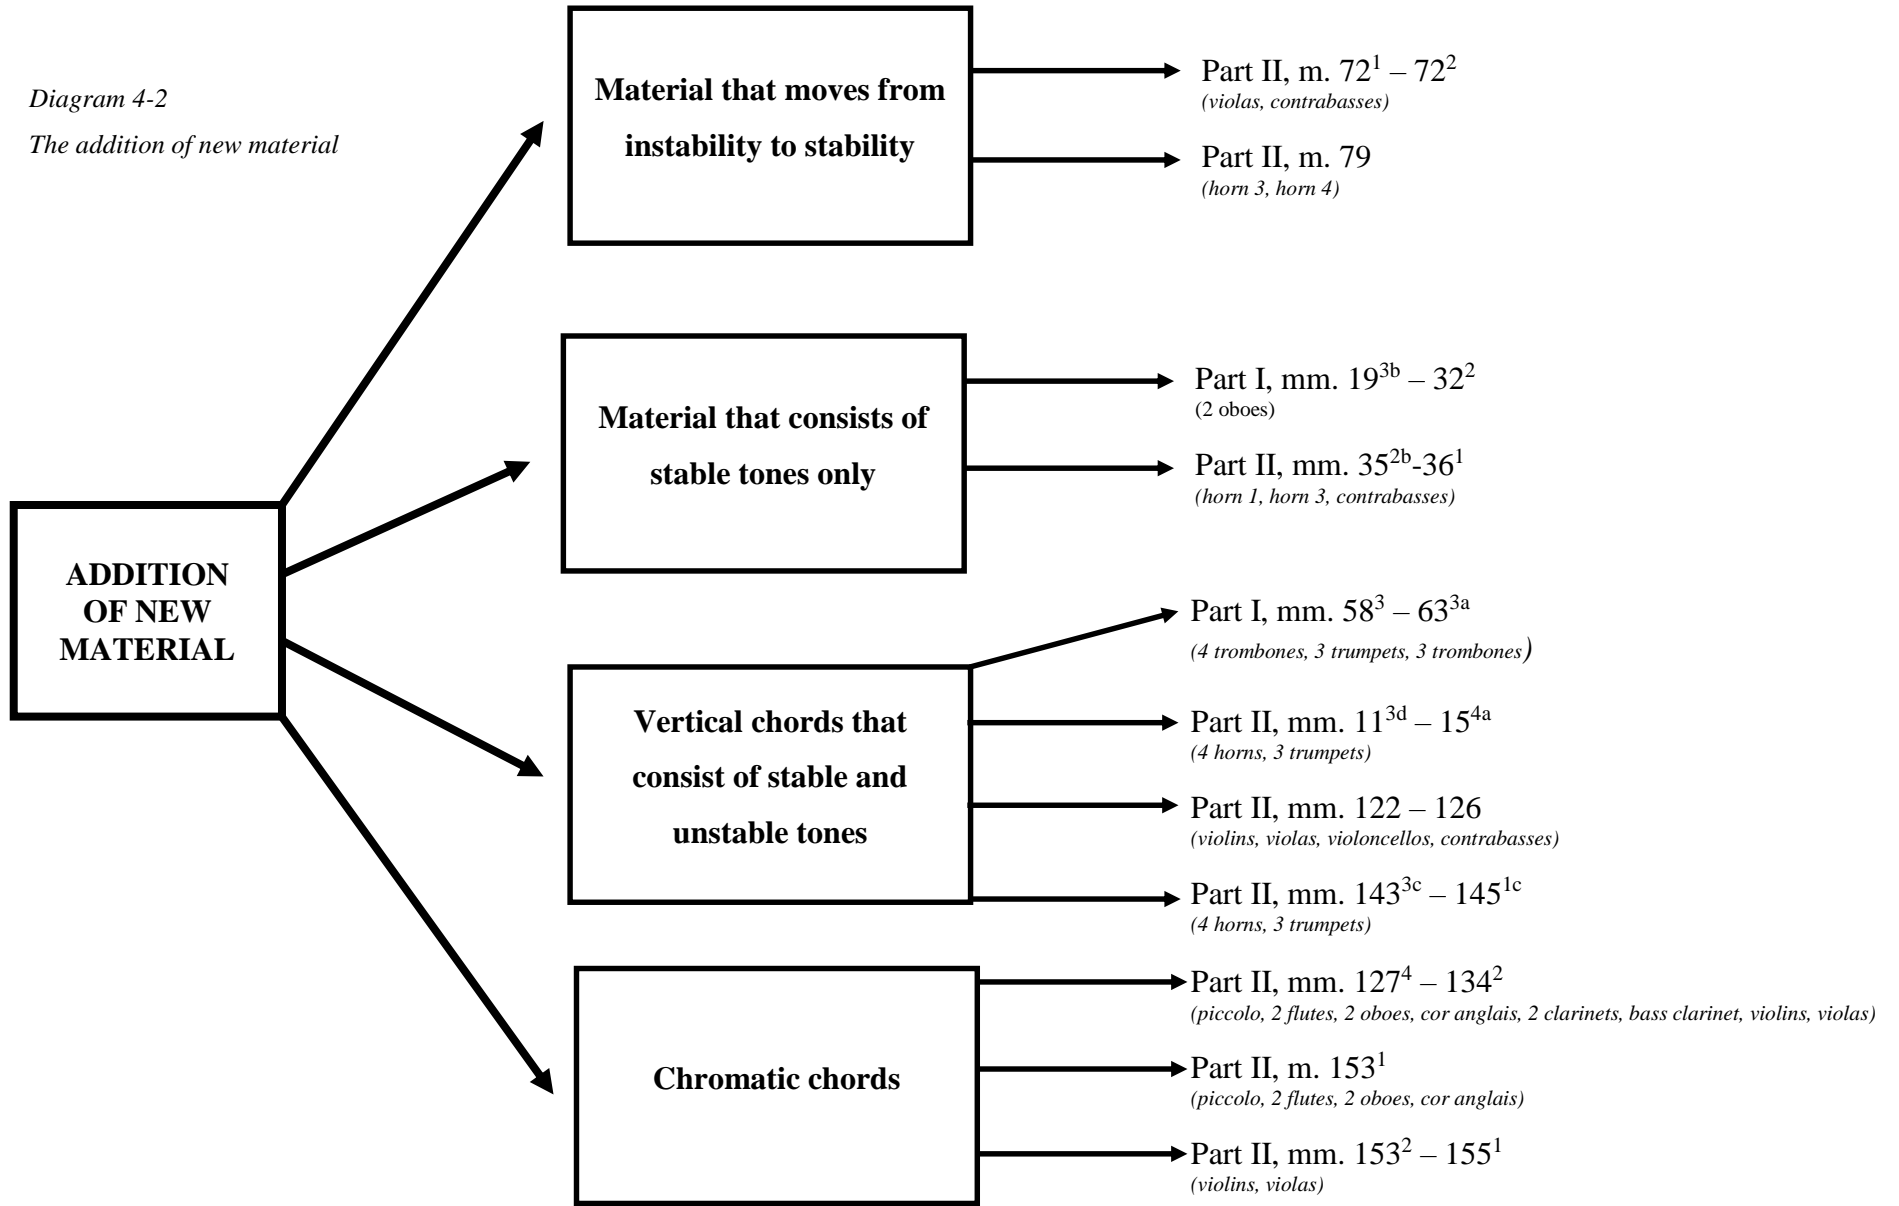 Diagram 4-2
The addition of new material
ADDITION
OF NEW
MATERIAL
Material that moves from
instability to stability
Part II, m. 72¹ – 72²
(violas, contrabasses)
Part II, m. 79
(horn 3, horn 4)
Material that consists of
stable tones only
Part I, mm. 19³ᵇ – 32²
(2 oboes)
Part II, mm. 35²ᵇ-36¹
(horn 1, horn 3, contrabasses)
Vertical chords that
consist of stable and
unstable tones
Part I, mm. 58³ – 63³ᵃ
(4 trombones, 3 trumpets, 3 trombones)
Part II, mm. 11³ᵈ – 15⁴ᵃ
(4 horns, 3 trumpets)
Part II, mm. 122 – 126
(violins, violas, violoncellos, contrabasses)
Part II, mm. 143³ᶜ – 145¹ᶜ
(4 horns, 3 trumpets)
Chromatic chords
Part II, mm. 127⁴ – 134²
(piccolo, 2 flutes, 2 oboes, cor anglais, 2 clarinets, bass clarinet, violins, violas)
Part II, m. 153¹
(piccolo, 2 flutes, 2 oboes, cor anglais)
Part II, mm. 153² – 155¹
(violins, violas)